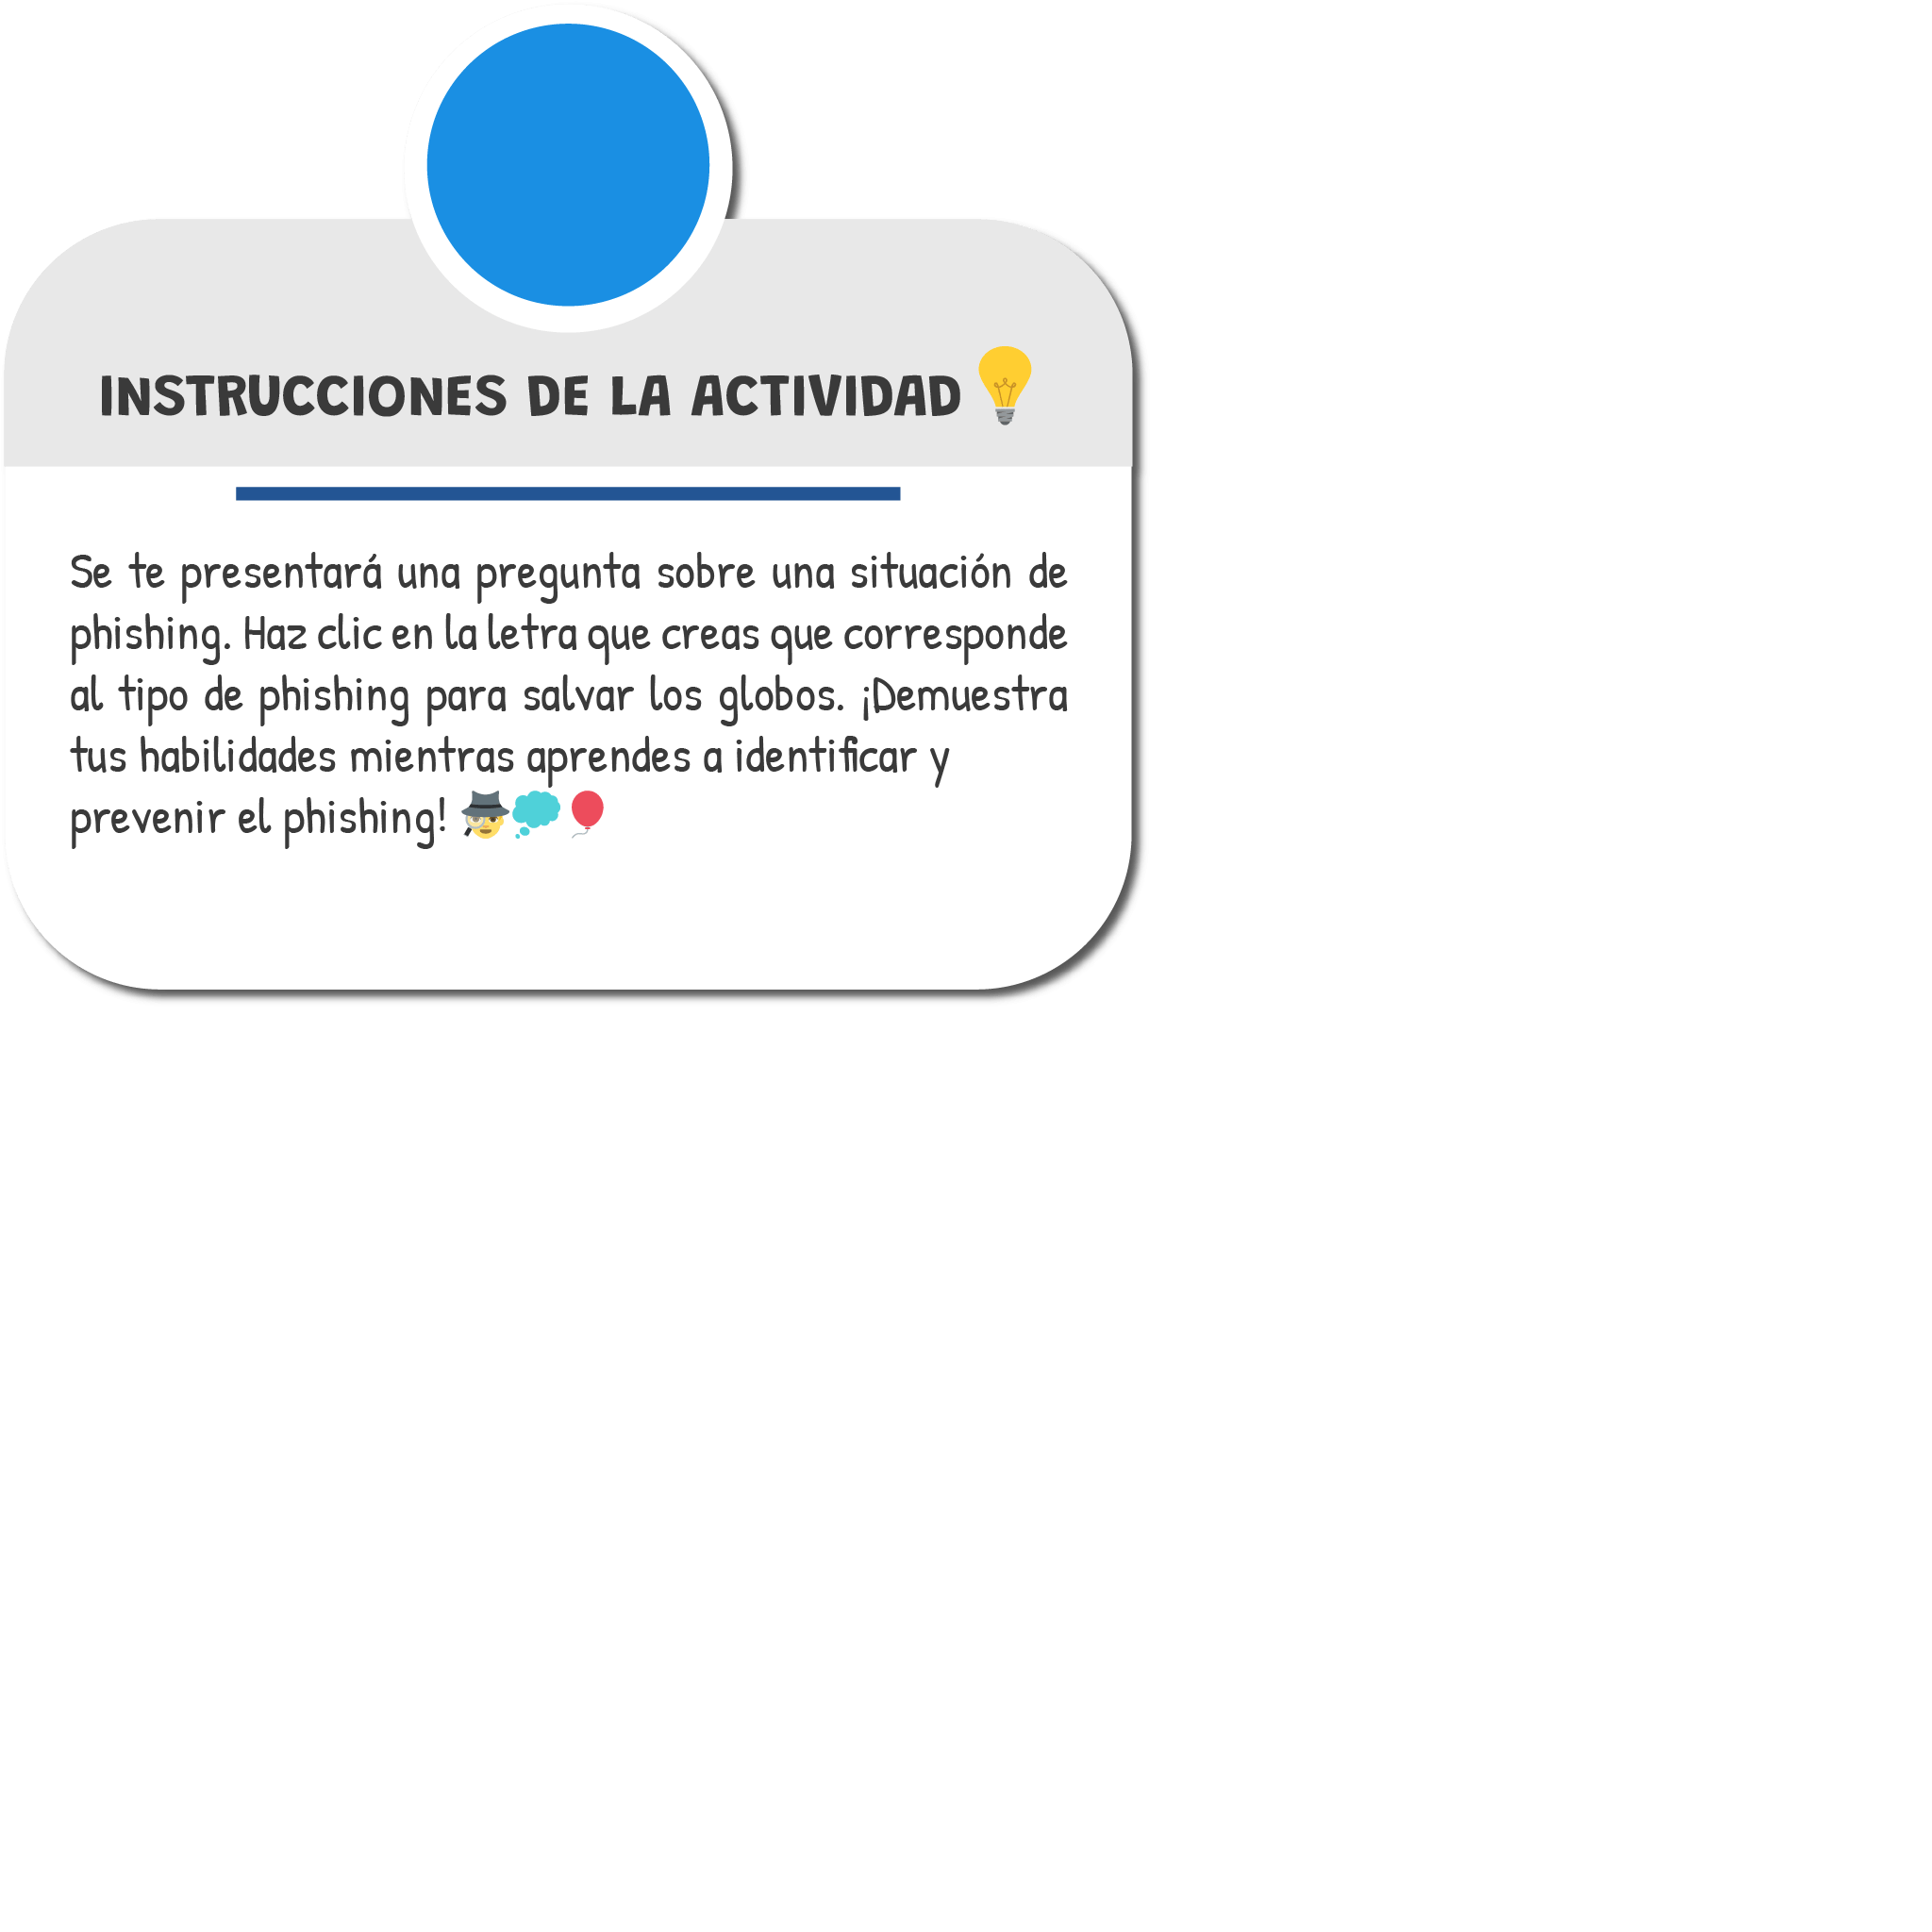 INSTRUCCIONES DE LA ACTIVIDAD
Se te presentará una pregunta sobre una situación de
phishing. Haz clic en la letra que creas que corresponde
al tipo de phishing para salvar los globos. ¡Demuestra
tus habilidades mientras aprendes a identificar y
prevenir el phishing!